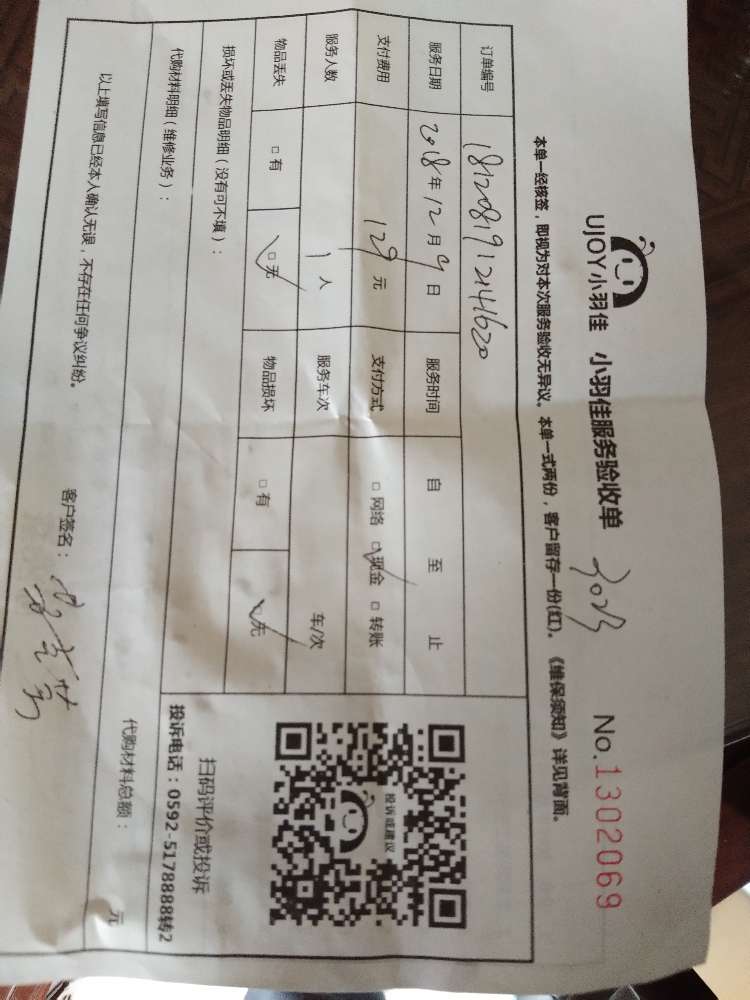 UJOY小羽佳 小羽佳服务验收单 No.1302069
本单一经核签，即视为对本次服务验收无异议。本单一式两份，客户留存一份(红)。《维保须知》详见背面。
订单编号 1812081912141620
服务日期 2018年12月9日 服务时间 自 至 止
支付费用 129元 支付方式 □网络 □现金 □转账
服务人数 1人 服务车次 车/次
物品丢失 □有 □无 物品损坏 □有 □无
损坏或丢失物品明细（没有可不填）：
代购材料明细（维修业务）：
代购材料总额： 元
投诉或建议
扫码评价或投诉
投诉电话：0592-5178888转2
以上填写信息已经本人确认无误，不存在任何争议纠纷。
客户签名：